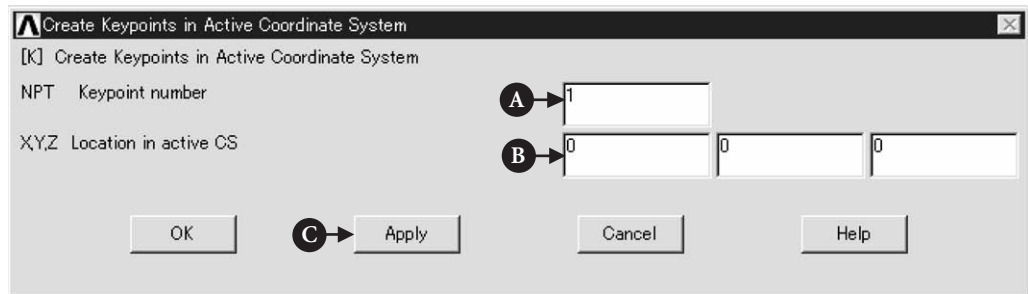 Create Keypoints in Active Coordinate System
[K] Create Keypoints in Active Coordinate System
NPT Keypoint number A 1
X,Y,Z Location in active CS B 0 0 0
OK C Apply Cancel Help